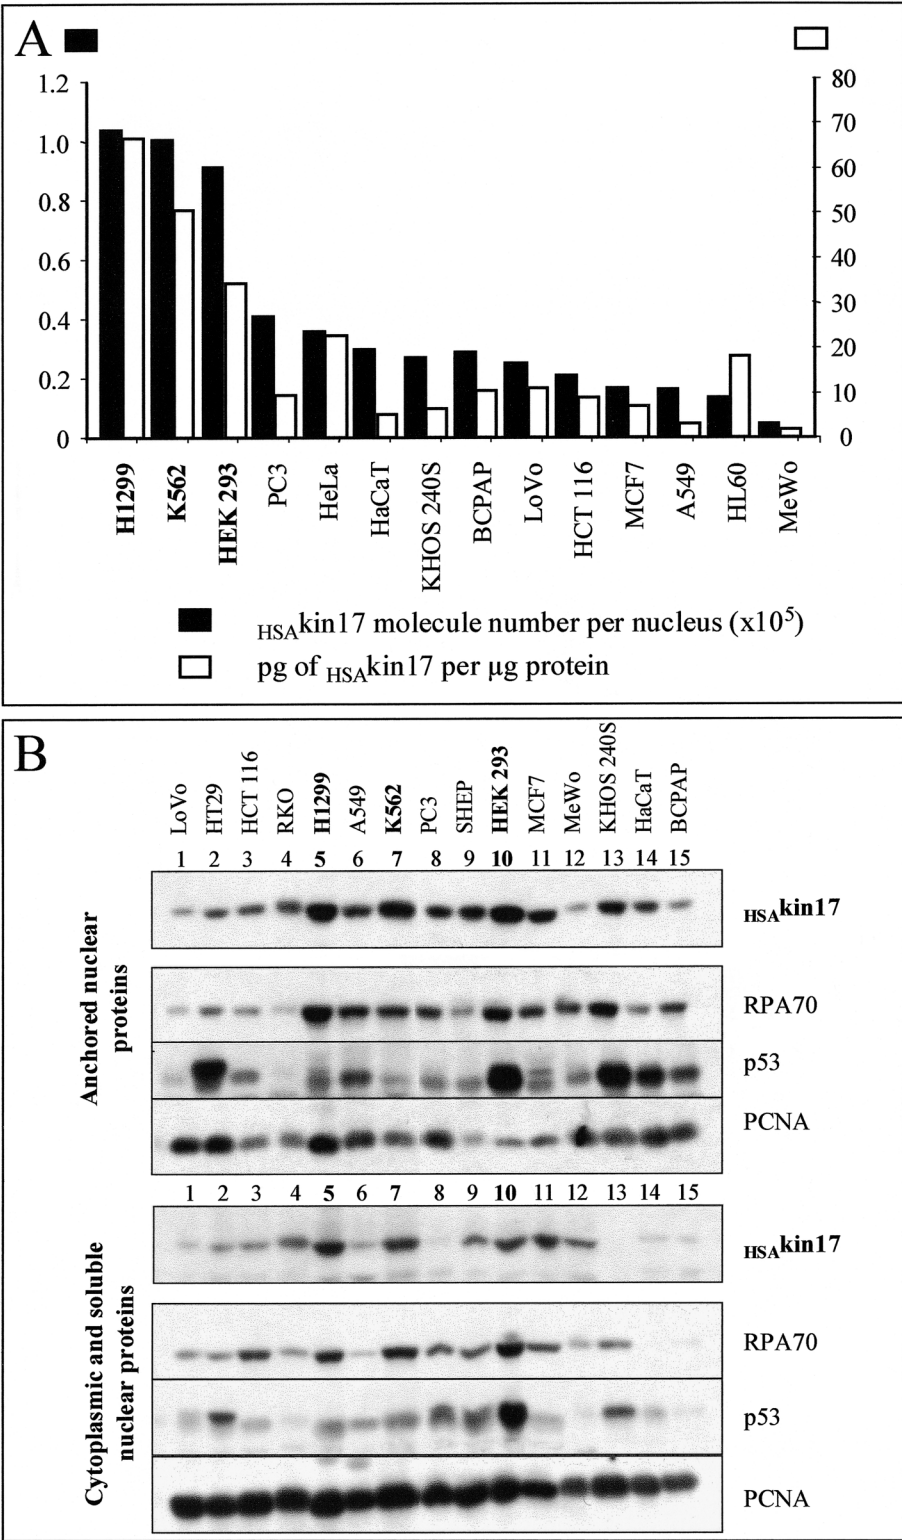 A
1.2
1.0
0.8
0.6
0.4
0.2
0
80
70
60
50
40
30
20
10
0
H1299
K562
HEK 293
PC3
HeLa
HaCaT
KHOS 240S
BCPAP
LoVo
HCT 116
MCF7
A549
HL60
MeWo
HSAkin17 molecule number per nucleus (x10⁵)
pg of HSAkin17 per µg protein
B
LoVo
HT29
HCT 116
RKO
H1299
A549
K562
PC3
SHEP
HEK 293
MCF7
MeWo
KHOS 240S
HaCaT
BCPAP
1 2 3 4 5 6 7 8 9 10 11 12 13 14 15
Anchored nuclear
proteins
HSAkin17
RPA70
p53
PCNA
1 2 3 4 5 6 7 8 9 10 11 12 13 14 15
Cytoplasmic and soluble
nuclear proteins
HSAkin17
RPA70
p53
PCNA